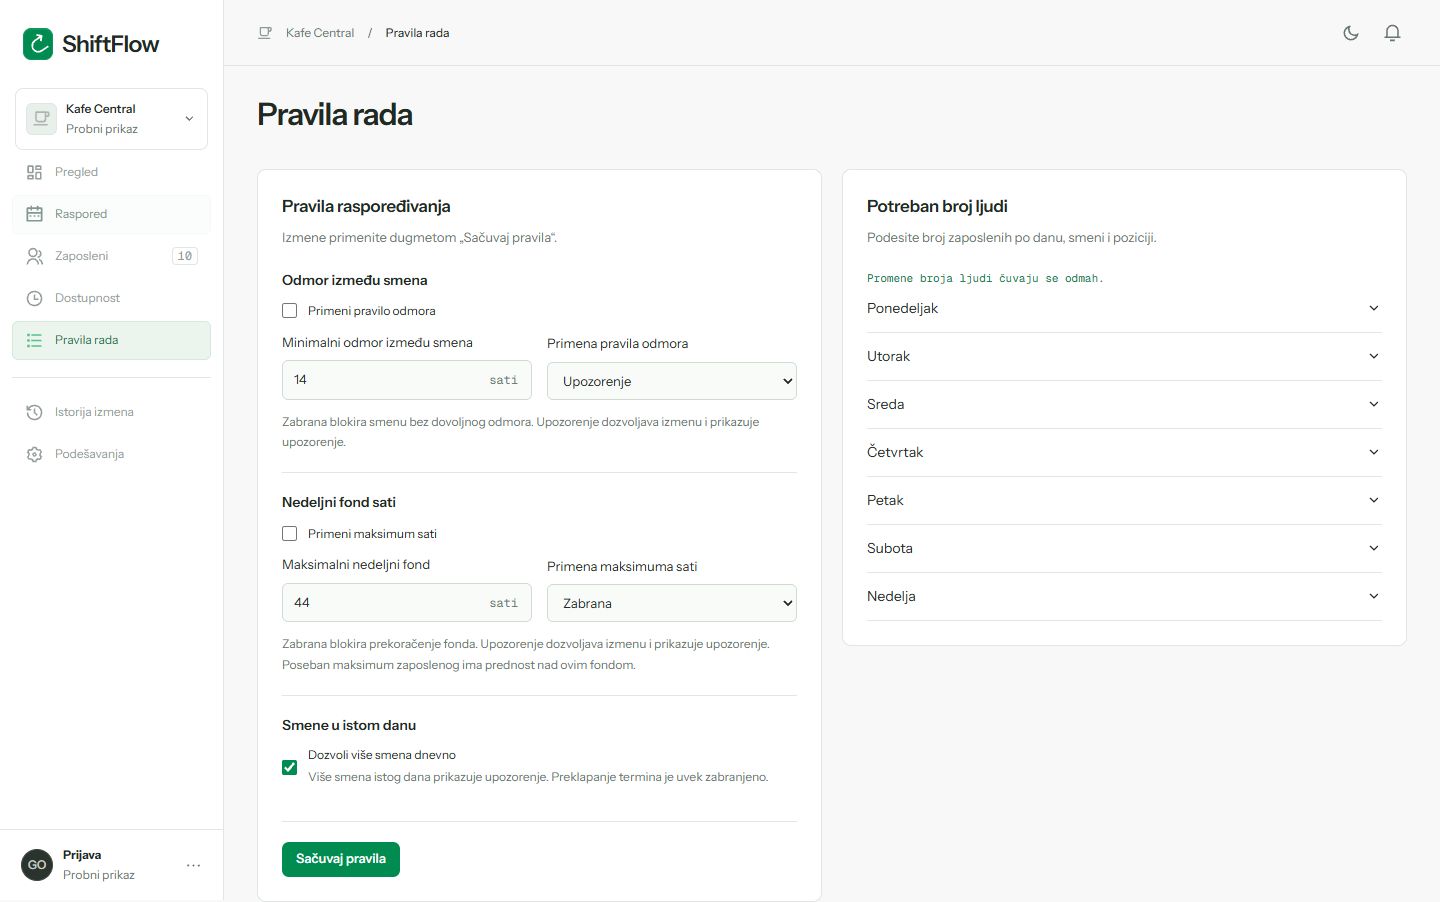 ShiftFlow
Kafe Central
Probni prikaz
Pregled
Raspored
Zaposleni 10
Dostupnost
Pravila rada
Istorija izmena
Podešavanja
GO
Prijava
Probni prikaz
Kafe Central / Pravila rada
Pravila rada
Pravila raspoređivanja
Izmene primenite dugmetom „Sačuvaj pravila“.
Odmor između smena
Primeni pravilo odmora
Minimalni odmor između smena
14 sati
Primena pravila odmora
Upozorenje
Zabrana blokira smenu bez dovoljnog odmora. Upozorenje dozvoljava izmenu i prikazuje
upozorenje.
Nedeljni fond sati
Primeni maksimum sati
Maksimalni nedeljni fond
44 sati
Primena maksimuma sati
Zabrana
Zabrana blokira prekoračenje fonda. Upozorenje dozvoljava izmenu i prikazuje upozorenje.
Poseban maksimum zaposlenog ima prednost nad ovim fondom.
Smene u istom danu
Dozvoli više smena dnevno
Više smena istog dana prikazuje upozorenje. Preklapanje termina je uvek zabranjeno.
Sačuvaj pravila
Potreban broj ljudi
Podesite broj zaposlenih po danu, smeni i poziciji.
Promene broja ljudi čuvaju se odmah.
Ponedeljak
Utorak
Sreda
Četvrtak
Petak
Subota
Nedelja